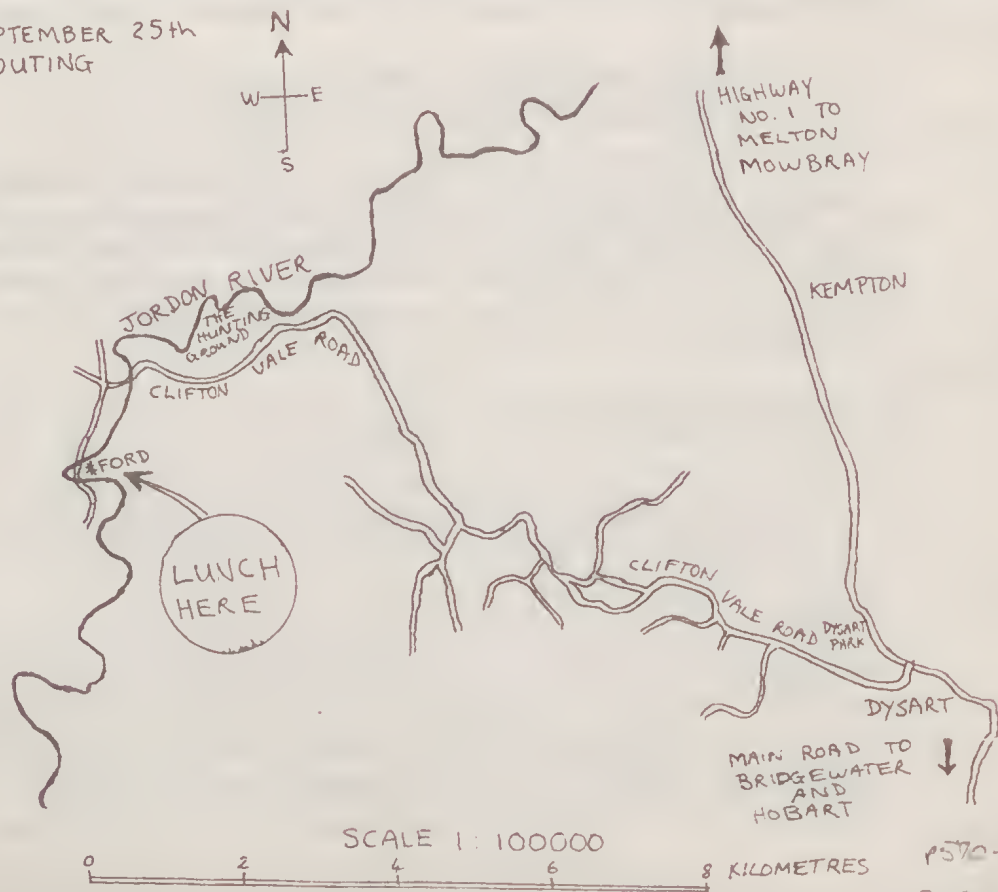 PTEMBER 25th
OUTING
N
W E
S
HIGHWAY
NO. 1 TO
MELTON
MOWBRAY
KEMPTON
JORDON RIVER
THE
HUNTING
GROUND
CLIFTON VALE ROAD
*FORD
LUNCH
HERE
CLIFTON VALE ROAD
DYSART
PARK
DYSART
MAIN ROAD TO
BRIDGEWATER
AND
HOBART
SCALE 1:100000
0 2 4 6 8 KILOMETRES